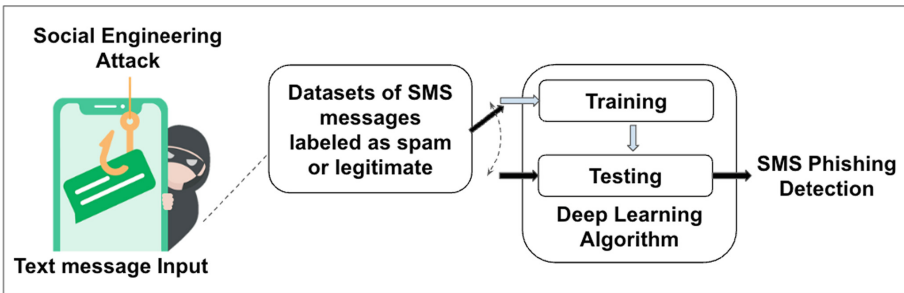 Social Engineering
Attack
Text message Input
Datasets of SMS
messages
labeled as spam
or legitimate
Training
Testing
Deep Learning
Algorithm
SMS Phishing
Detection